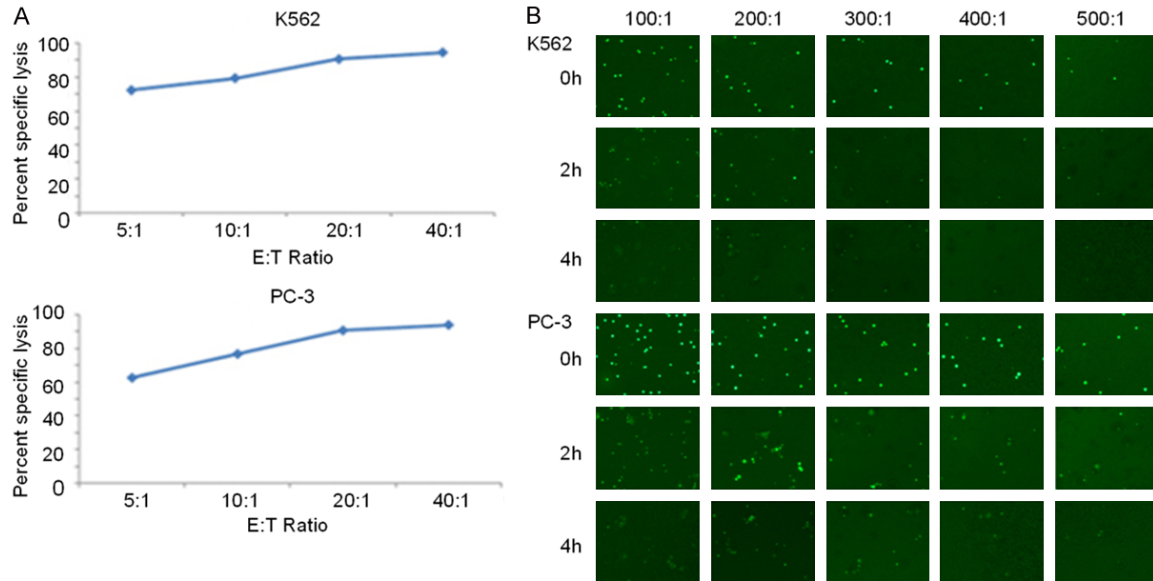 A
K562
Percent specific lysis
100
80
60
40
20
0
5:1 10:1 20:1 40:1
E:T Ratio
PC-3
Percent specific lysis
100
80
60
40
20
0
5:1 10:1 20:1 40:1
E:T Ratio
B
100:1 200:1 300:1 400:1 500:1
K562
0h
2h
4h
PC-3
0h
2h
4h